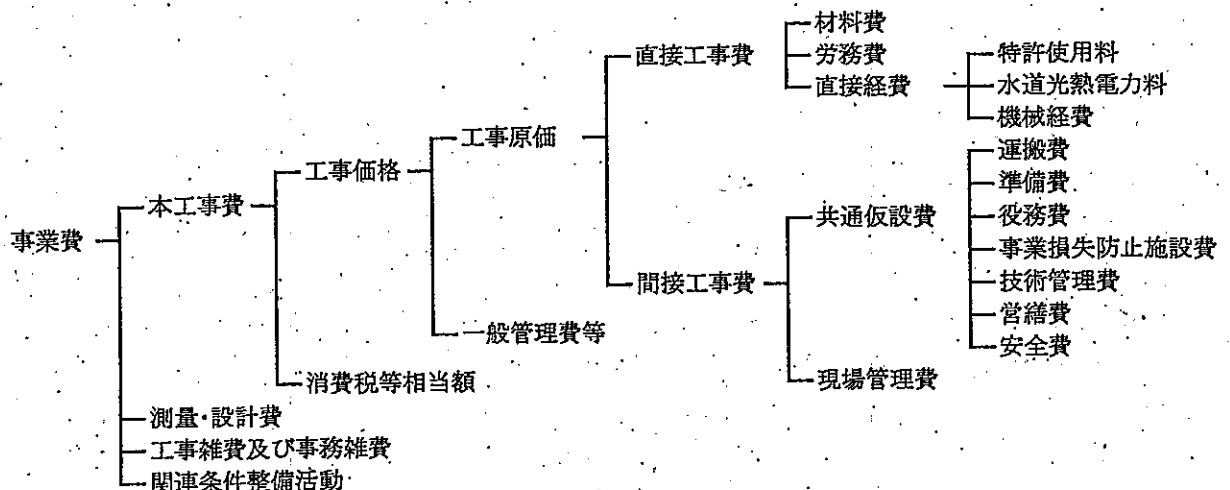 事業費
本工事費
工事価格
工事原価
直接工事費
材料費
労務費
直接経費
特許使用料
水道光熱電力料
機械経費
間接工事費
共通仮設費
運搬費
準備費
役務費
事業損失防止施設費
技術管理費
営繕費
安全費
現場管理費
一般管理費等
消費税等相当額
測量・設計費
工事雑費及び事務雑費
関連条件整備活動